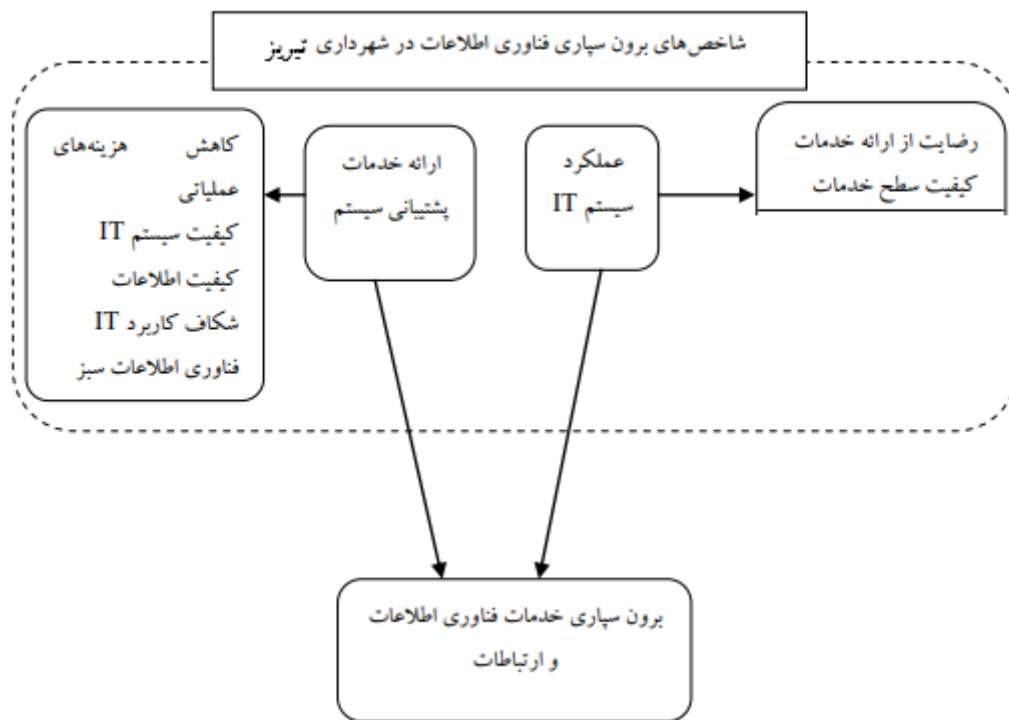 شاخص‌های برون سپاری فناوری اطلاعات در شهرداری تبریز
رضایت از ارائه خدمات
کیفیت سطح خدمات
عملکرد
سیستم IT
ارائه خدمات
پشتیبانی سیستم
کاهش هزینه‌های
عملیاتی
کیفیت سیستم IT
کیفیت اطلاعات
شکاف کاربرد IT
فناوری اطلاعات سبز
برون سپاری خدمات فناوری اطلاعات
و ارتباطات